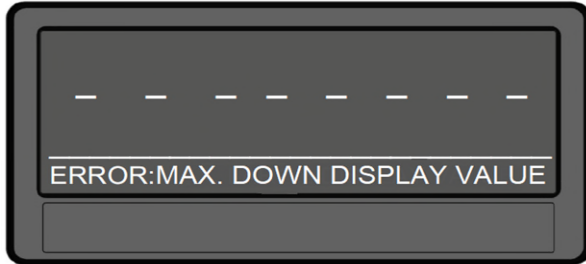 - - - - - - - -
ERROR:MAX. DOWN DISPLAY VALUE